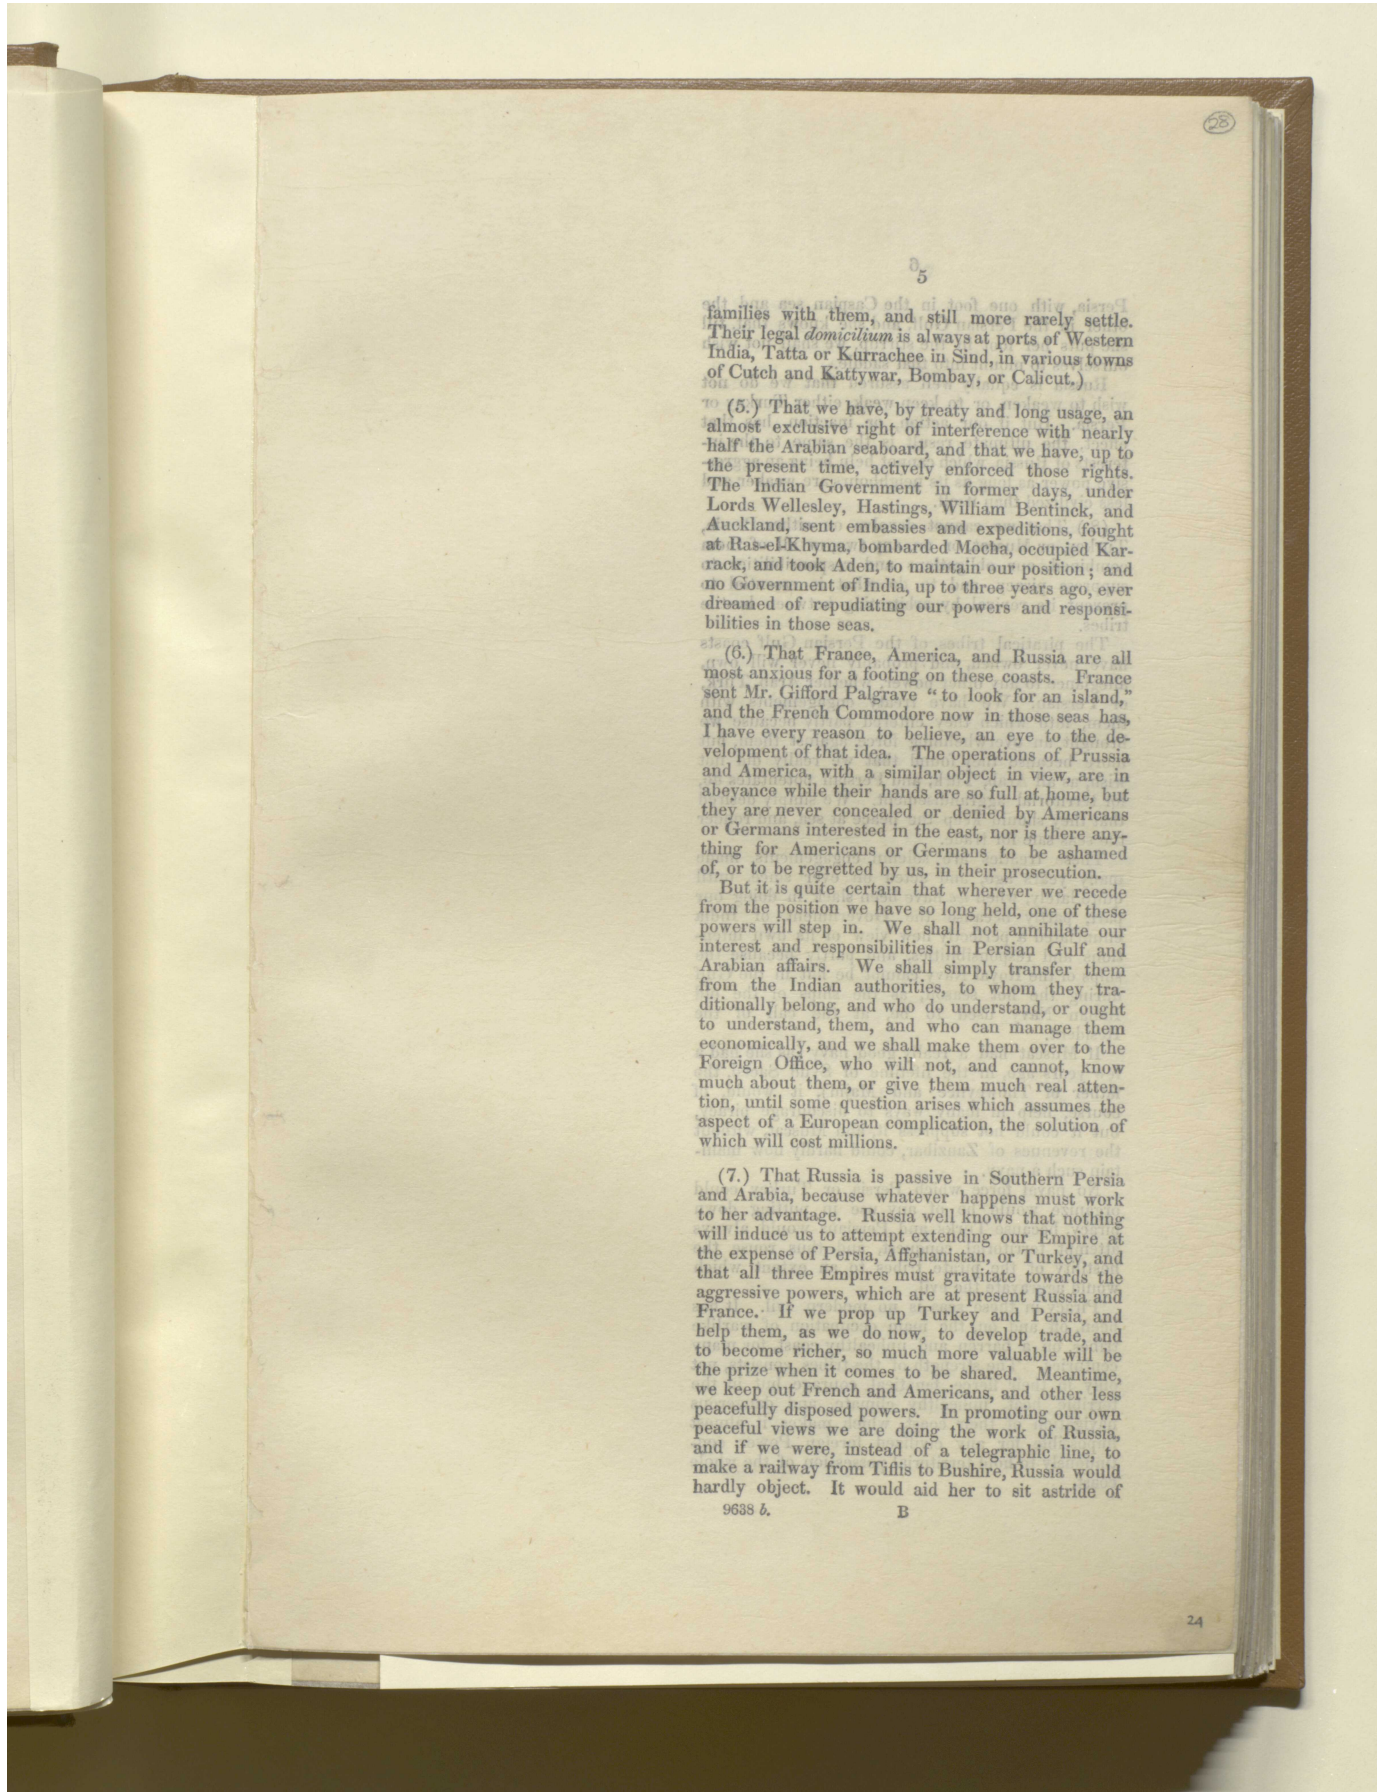 28
5
families with them, and still more rarely settle.
Their legal domicilium is always at ports of Western
India, Tatta or Kurrachee in Sind, in various towns
of Cutch and Kattywar, Bombay, or Calicut.)
(5.) That we have, by treaty and long usage, an
almost exclusive right of interference with nearly
half the Arabian seaboard, and that we have, up to
the present time, actively enforced those rights.
The Indian Government in former days, under
Lords Wellesley, Hastings, William Bentinck, and
Auckland, sent embassies and expeditions, fought
at Ras-el-Khyma, bombarded Mocha, occupied Kar-
rack, and took Aden, to maintain our position; and
no Government of India, up to three years ago, ever
dreamed of repudiating our powers and responsi-
bilities in those seas.
(6.) That France, America, and Russia are all
most anxious for a footing on these coasts. France
sent Mr. Gifford Palgrave "to look for an island,"
and the French Commodore now in those seas has,
I have every reason to believe, an eye to the de-
velopment of that idea. The operations of Prussia
and America, with a similar object in view, are in
abeyance while their hands are so full at home, but
they are never concealed or denied by Americans
or Germans interested in the east, nor is there any-
thing for Americans or Germans to be ashamed
of, or to be regretted by us, in their prosecution.
But it is quite certain that wherever we recede
from the position we have so long held, one of these
powers will step in. We shall not annihilate our
interest and responsibilities in Persian Gulf and
Arabian affairs. We shall simply transfer them
from the Indian authorities, to whom they tra-
ditionally belong, and who do understand, or ought
to understand, them, and who can manage them
economically, and we shall make them over to the
Foreign Office, who will not, and cannot, know
much about them, or give them much real atten-
tion, until some question arises which assumes the
aspect of a European complication, the solution of
which will cost millions.
(7.) That Russia is passive in Southern Persia
and Arabia, because whatever happens must work
to her advantage. Russia well knows that nothing
will induce us to attempt extending our Empire at
the expense of Persia, Affghanistan, or Turkey, and
that all three Empires must gravitate towards the
aggressive powers, which are at present Russia and
France. If we prop up Turkey and Persia, and
help them, as we do now, to develop trade, and
to become richer, so much more valuable will be
the prize when it comes to be shared. Meantime,
we keep out French and Americans, and other less
peacefully disposed powers. In promoting our own
peaceful views we are doing the work of Russia,
and if we were, instead of a telegraphic line, to
make a railway from Tiflis to Bushire, Russia would
hardly object. It would aid her to sit astride of
9638 b. B
24